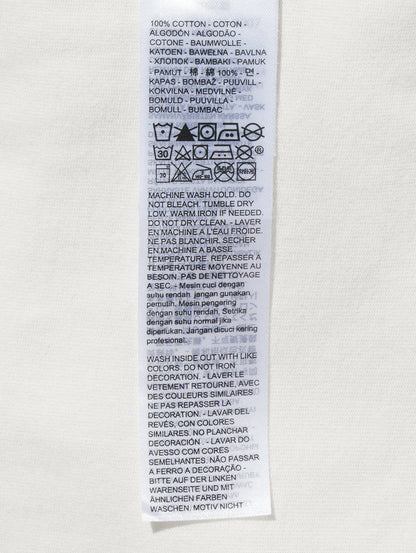 100% COTTON - COTON -
ALGODÓN - ALGODÃO -
COTONE - BAUMWOLLE -
KATOEN - BAWEŁNA - BAVLNA
- ХЛОПОК - BAMBAKI - PAMUK
- PAMUT - 棉 - 綿 100% - 면 -
KAPAS - BOMBAŽ - PUUVILL -
KOKVILNA - MEDVILNĖ -
BOMULD - PUUVILLA -
BOMULL - BUMBAC
30
®
MACHINE WASH COLD. DO
NOT BLEACH. TUMBLE DRY
LOW. WARM IRON IF NEEDED.
DO NOT DRY CLEAN. - LAVER
EN MACHINE A L'EAU FROIDE.
NE PAS BLANCHIR. SECHER
EN MACHINE A BASSE
TEMPERATURE. REPASSER A
TEMPERATURE MOYENNE AU
BESOIN. PAS DE NETTOYAGE
A SEC. - Mesin cuci dengan
suhu rendah. jangan gunakan
pemutih. Mesin pengering
dengan suhu rendah. Setrika
dengan suhu normal jika
diperlukan. Jangan dicuci kering
profesional.
WASH INSIDE OUT WITH LIKE
COLORS. DO NOT IRON
DECORATION. - LAVER LE
VETEMENT RETOURNE, AVEC
DES COULEURS SIMILAIRES.
NE PAS REPASSER LA
DECORATION. - LAVAR DEL
REVÉS, CON COLORES
SIMILARES. NO PLANCHAR
DECORACIÓN. - LAVAR DO
AVESSO COM CORES
SEMELHANTES. NÃO PASSAR
A FERRO A DECORAÇÃO -
BITTE AUF DER LINKEN
WARENSEITE UND MIT
ÄHNLICHEN FARBEN
WASCHEN. MOTIV NICHT